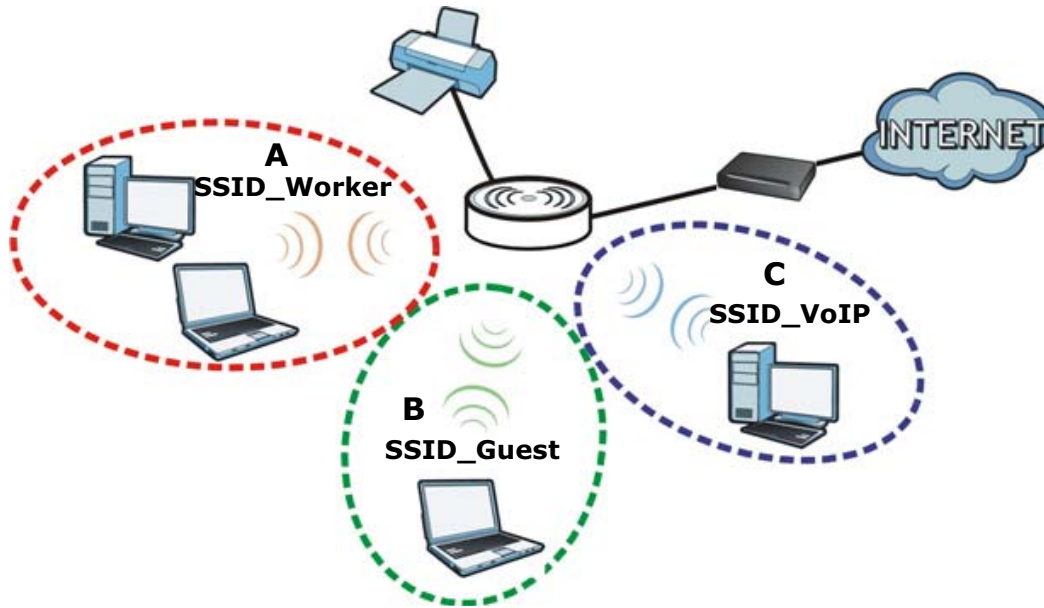 INTERNET
A
SSID_Worker
C
SSID_VoIP
B
SSID_Guest